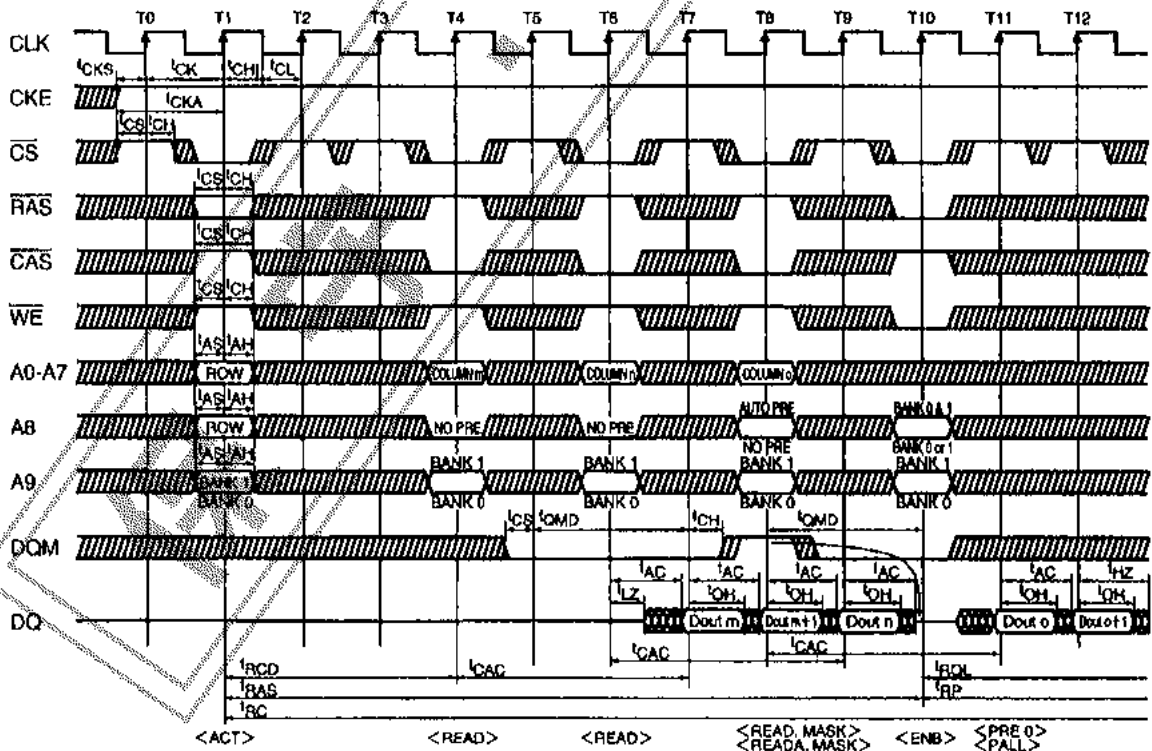 T0 T1 T2 T3 T4 T5 T6 T7 T8 T9 T10 T11 T12
CLK
tCKS tCK tCH tCL
CKE
tCKA
tCS tCH
CS
tCS tCH
RAS
tCS tCH
CAS
tCS tCH
WE
tAS tAH
A0-A7 ROW COLUMN m COLUMN n COLUMN o
tAS tAH AUTO PRE BANK 0 & 1
A8 ROW NO PRE NO PRE
NO PRE BANK 0 or 1
tAS tAH BANK 1 BANK 1 BANK 1 BANK 1
A9 BANK 1
BANK 0 BANK 0 BANK 0 BANK 0 BANK 0
tCS tQMD tCH tQMD
DQM
tAC tAC tAC tAC tAC tHZ
tLZ tOH tOH tOH tOH tOH
DQ Dout m Dout m+1 Dout n Dout o Dout o+1
tCAC tCAC
tRCD tCAC tROL
tRAS tRP
tRC
<ACT> <READ> <READ> <READ, MASK> <ENB> <PRE 0>
<READA, MASK> <PALL>